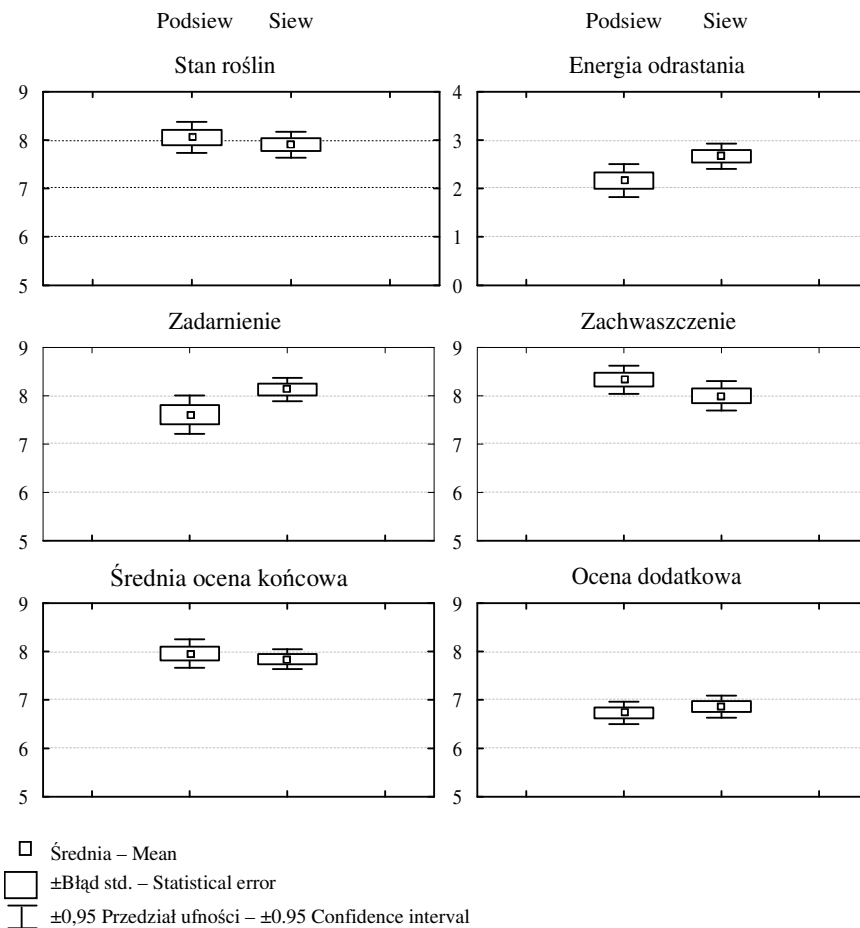 Podsiew Siew Podsiew Siew
Stan roślin Energia odrastania
9 4
8 3
7 2
6 1
5 0
Zadarnienie Zachwaszczenie
9 9
8 8
7 7
6 6
5 5
Średnia ocena końcowa Ocena dodatkowa
9 9
8 8
7 7
6 6
5 5
Średnia – Mean
±Błąd std. – Statistical error
±0,95 Przedział ufności – ±0.95 Confidence interval